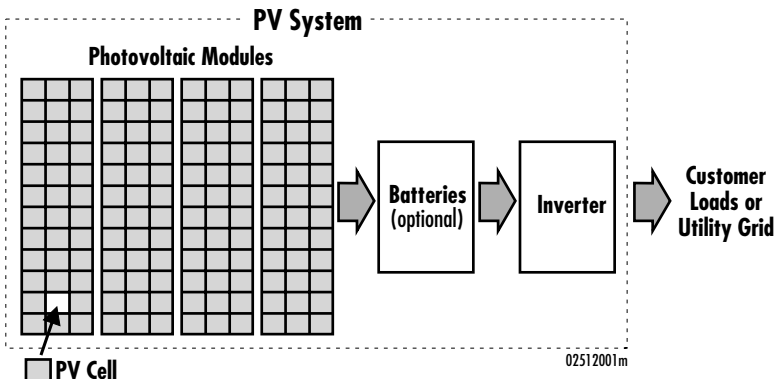 PV System
Photovoltaic Modules
Batteries
(optional)
Inverter
Customer
Loads or
Utility Grid
02512001m
PV Cell